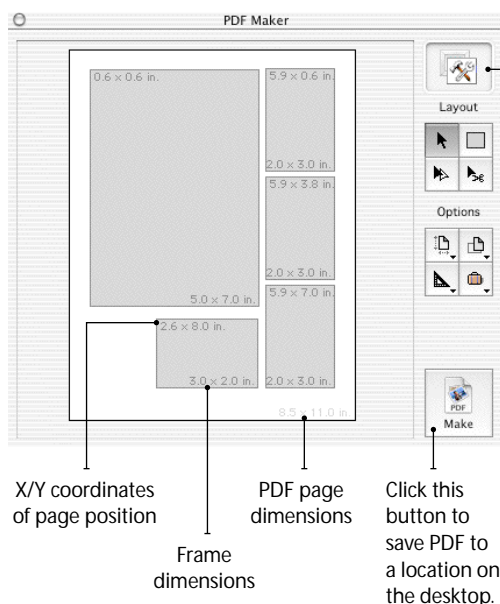 PDF Maker
0.6 x 0.6 in.
5.9 x 0.6 in.
2.0 x 3.0 in.
5.9 x 3.8 in.
2.0 x 3.0 in.
5.0 x 7.0 in.
5.9 x 7.0 in.
2.6 x 8.0 in.
3.0 x 2.0 in.
2.0 x 3.0 in.
8.5 x 11.0 in
Layout
Options
PDF
Make
X/Y coordinates
of page position
Frame
dimensions
PDF page
dimensions
Click this
button to
save PDF to
a location on
the desktop.